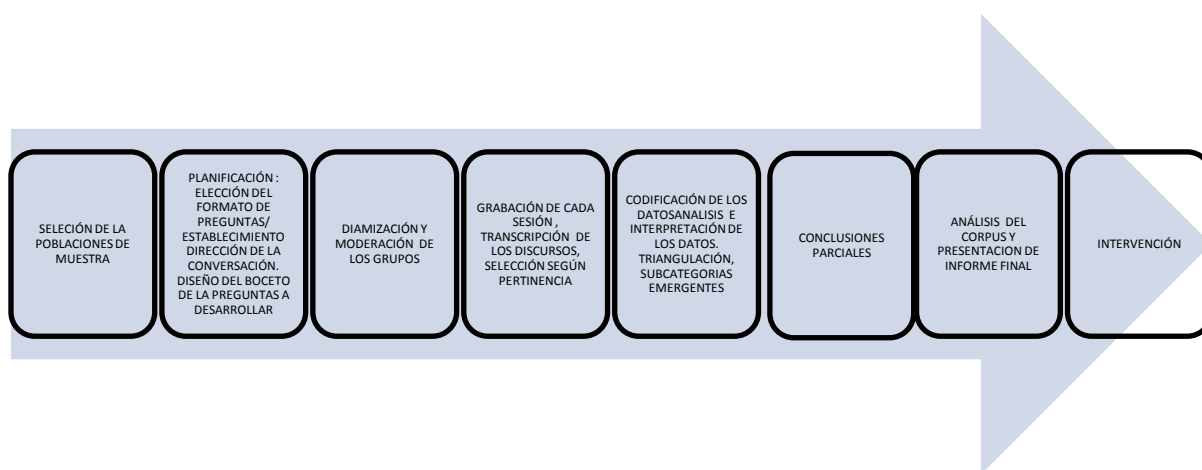 SELECIÓN DE LA
POBLACIONES DE
MUESTRA
PLANIFICACIÓN :
ELECCIÓN DEL
FORMATO DE
PREGUNTAS/
ESTABLECIMIENTO
DIRECCIÓN DE LA
CONVERSACIÓN.
DISEÑO DEL BOCETO
DE LA PREGUNTAS A
DESARROLLAR
DIAMIZACIÓN Y
MODERACIÓN DE
LOS GRUPOS
GRABACIÓN DE CADA
SESIÓN ,
TRANSCRIPCIÓN DE
LOS DISCURSOS,
SELECCIÓN SEGÚN
PERTINENCIA
CODIFICACIÓN DE LOS
DATOSANALISIS E
INTERPRETACIÓN DE
LOS DATOS.
TRIANGULACIÓN,
SUBCATEGORIAS
EMERGENTES
CONCLUSIONES
PARCIALES
ANÁLISIS DEL
CORPUS Y
PRESENTACION DE
INFORME FINAL
INTERVENCIÓN